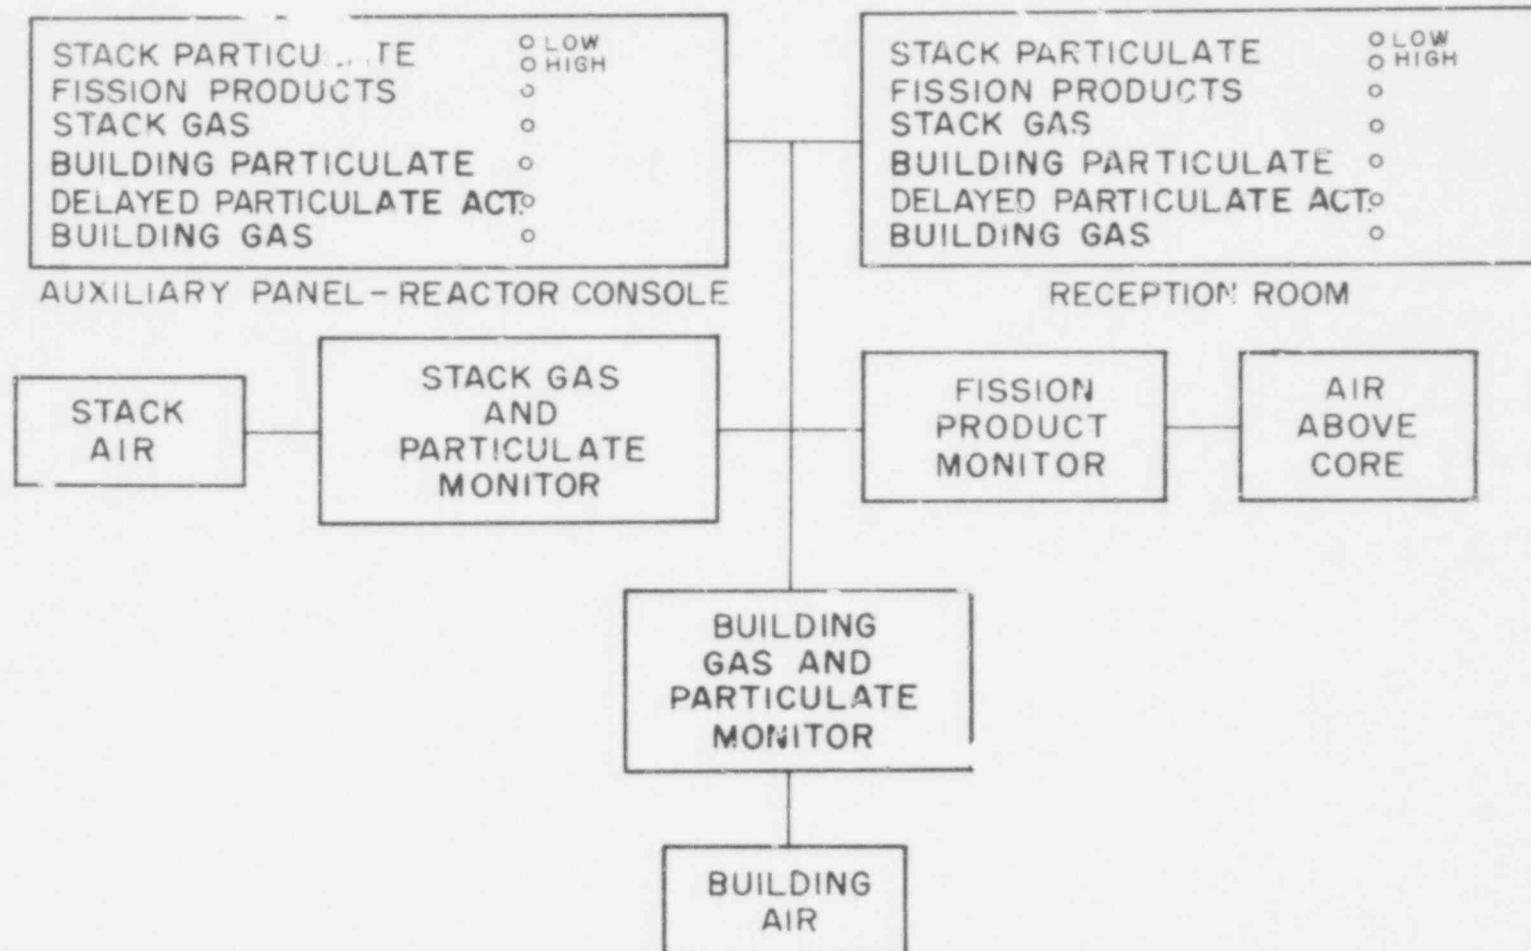 STACK PARTICU TE ○ LOW
○ HIGH
FISSION PRODUCTS ○
STACK GAS ○
BUILDING PARTICULATE ○
DELAYED PARTICULATE ACT. ○
BUILDING GAS ○
AUXILIARY PANEL-REACTOR CONSOLE
STACK PARTICULATE ○ LOW
○ HIGH
FISSION PRODUCTS ○
STACK GAS ○
BUILDING PARTICULATE ○
DELAYED PARTICULATE ACT. ○
BUILDING GAS ○
RECEPTION ROOM
STACK
AIR
STACK GAS
AND
PARTICULATE
MONITOR
FISSION
PRODUCT
MONITOR
AIR
ABOVE
CORE
BUILDING
GAS AND
PARTICULATE
MONITOR
BUILDING
AIR